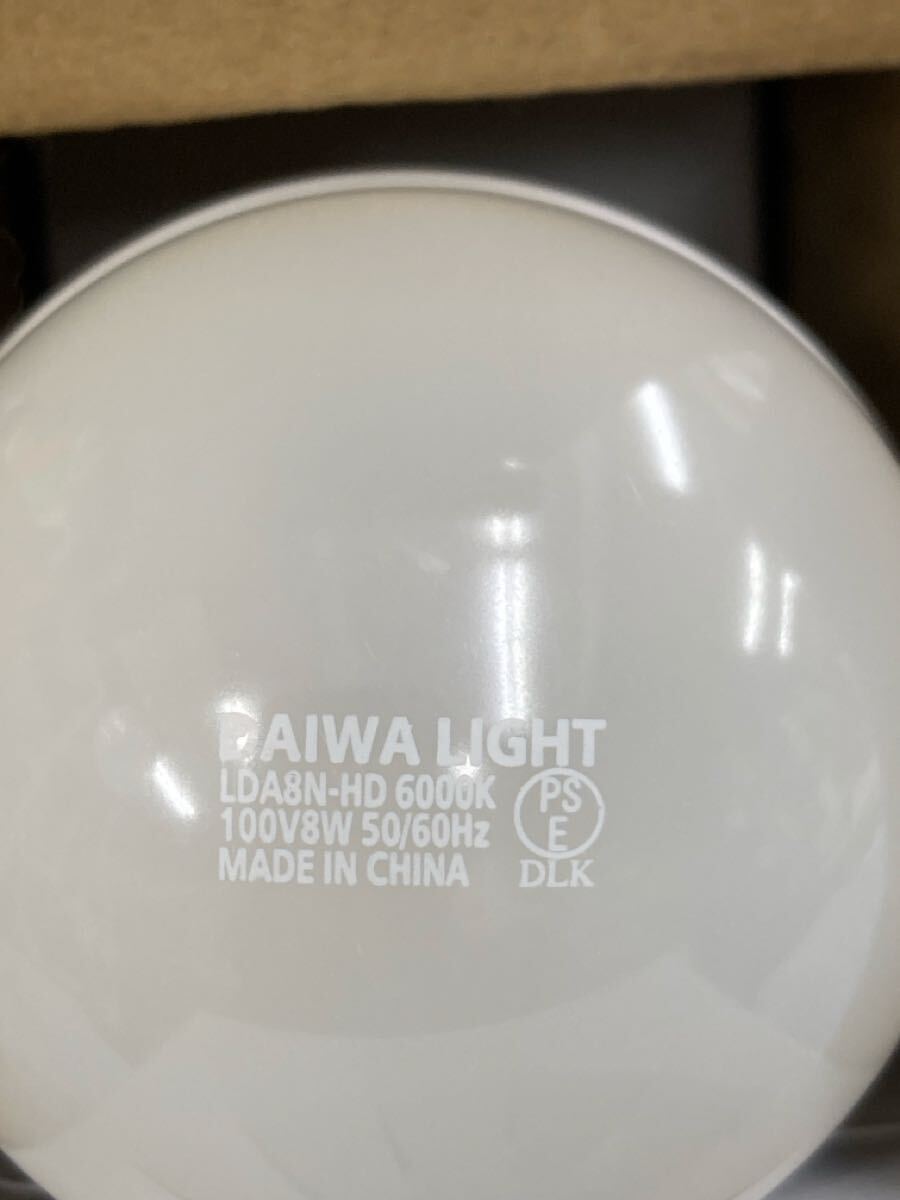 DAIWA LIGHT
LDA8N-HD 6000K
100V8W 50/60Hz
MADE IN CHINA
PS
E
DLK